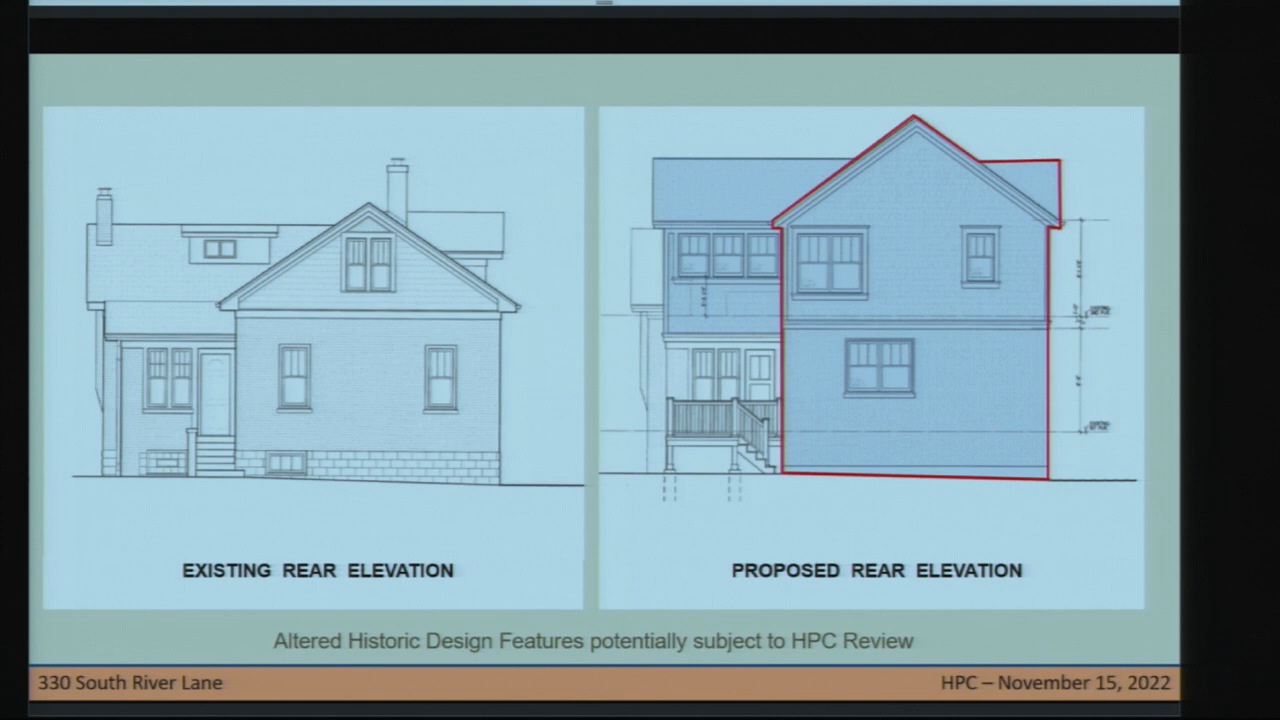 EXISTING REAR ELEVATION
PROPOSED REAR ELEVATION
Altered Historic Design Features potentially subject to HPC Review
330 South River Lane
HPC – November 15, 2022